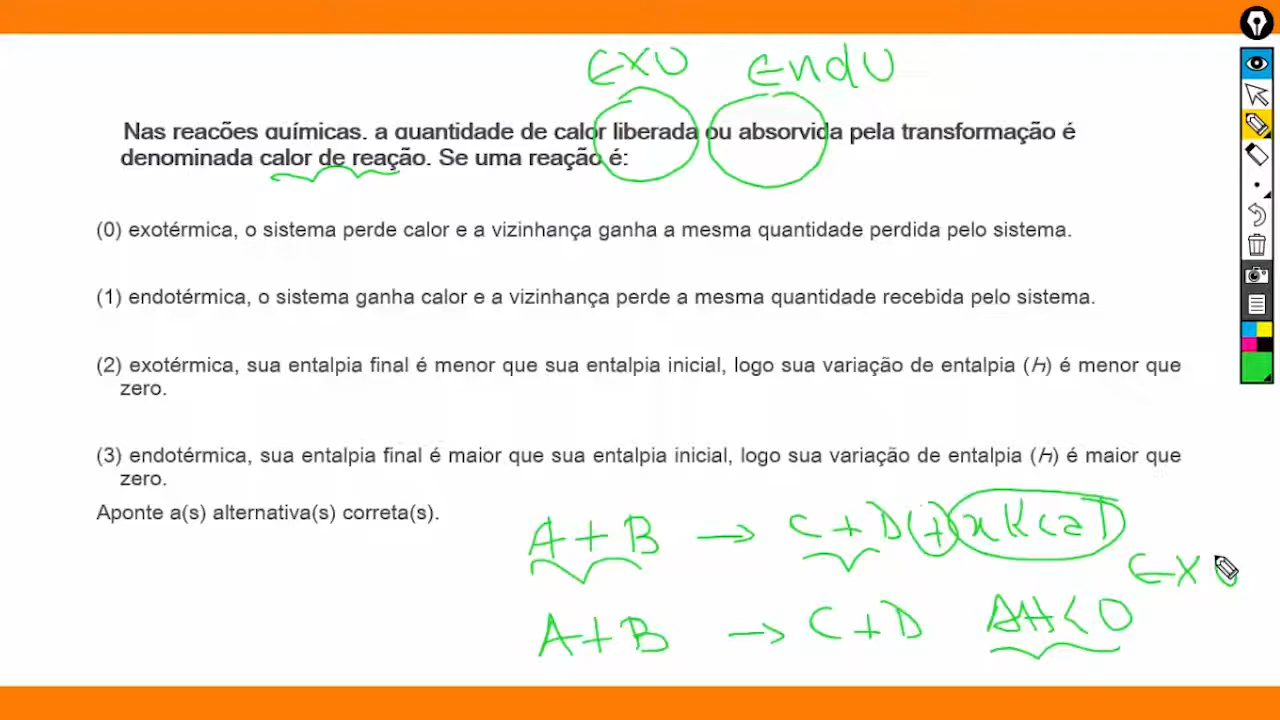 Exo Endo
Nas reações químicas, a quantidade de calor liberada ou absorvida pela transformação é
denominada calor de reação. Se uma reação é:
(0) exotérmica, o sistema perde calor e a vizinhança ganha a mesma quantidade perdida pelo sistema.
(1) endotérmica, o sistema ganha calor e a vizinhança perde a mesma quantidade recebida pelo sistema.
(2) exotérmica, sua entalpia final é menor que sua entalpia inicial, logo sua variação de entalpia (H) é menor que
zero.
(3) endotérmica, sua entalpia final é maior que sua entalpia inicial, logo sua variação de entalpia (H) é maior que
zero.
Aponte a(s) alternativa(s) correta(s).
A + B → C + D (+) x Kcal
Exo
A + B → C + D ΔH < 0